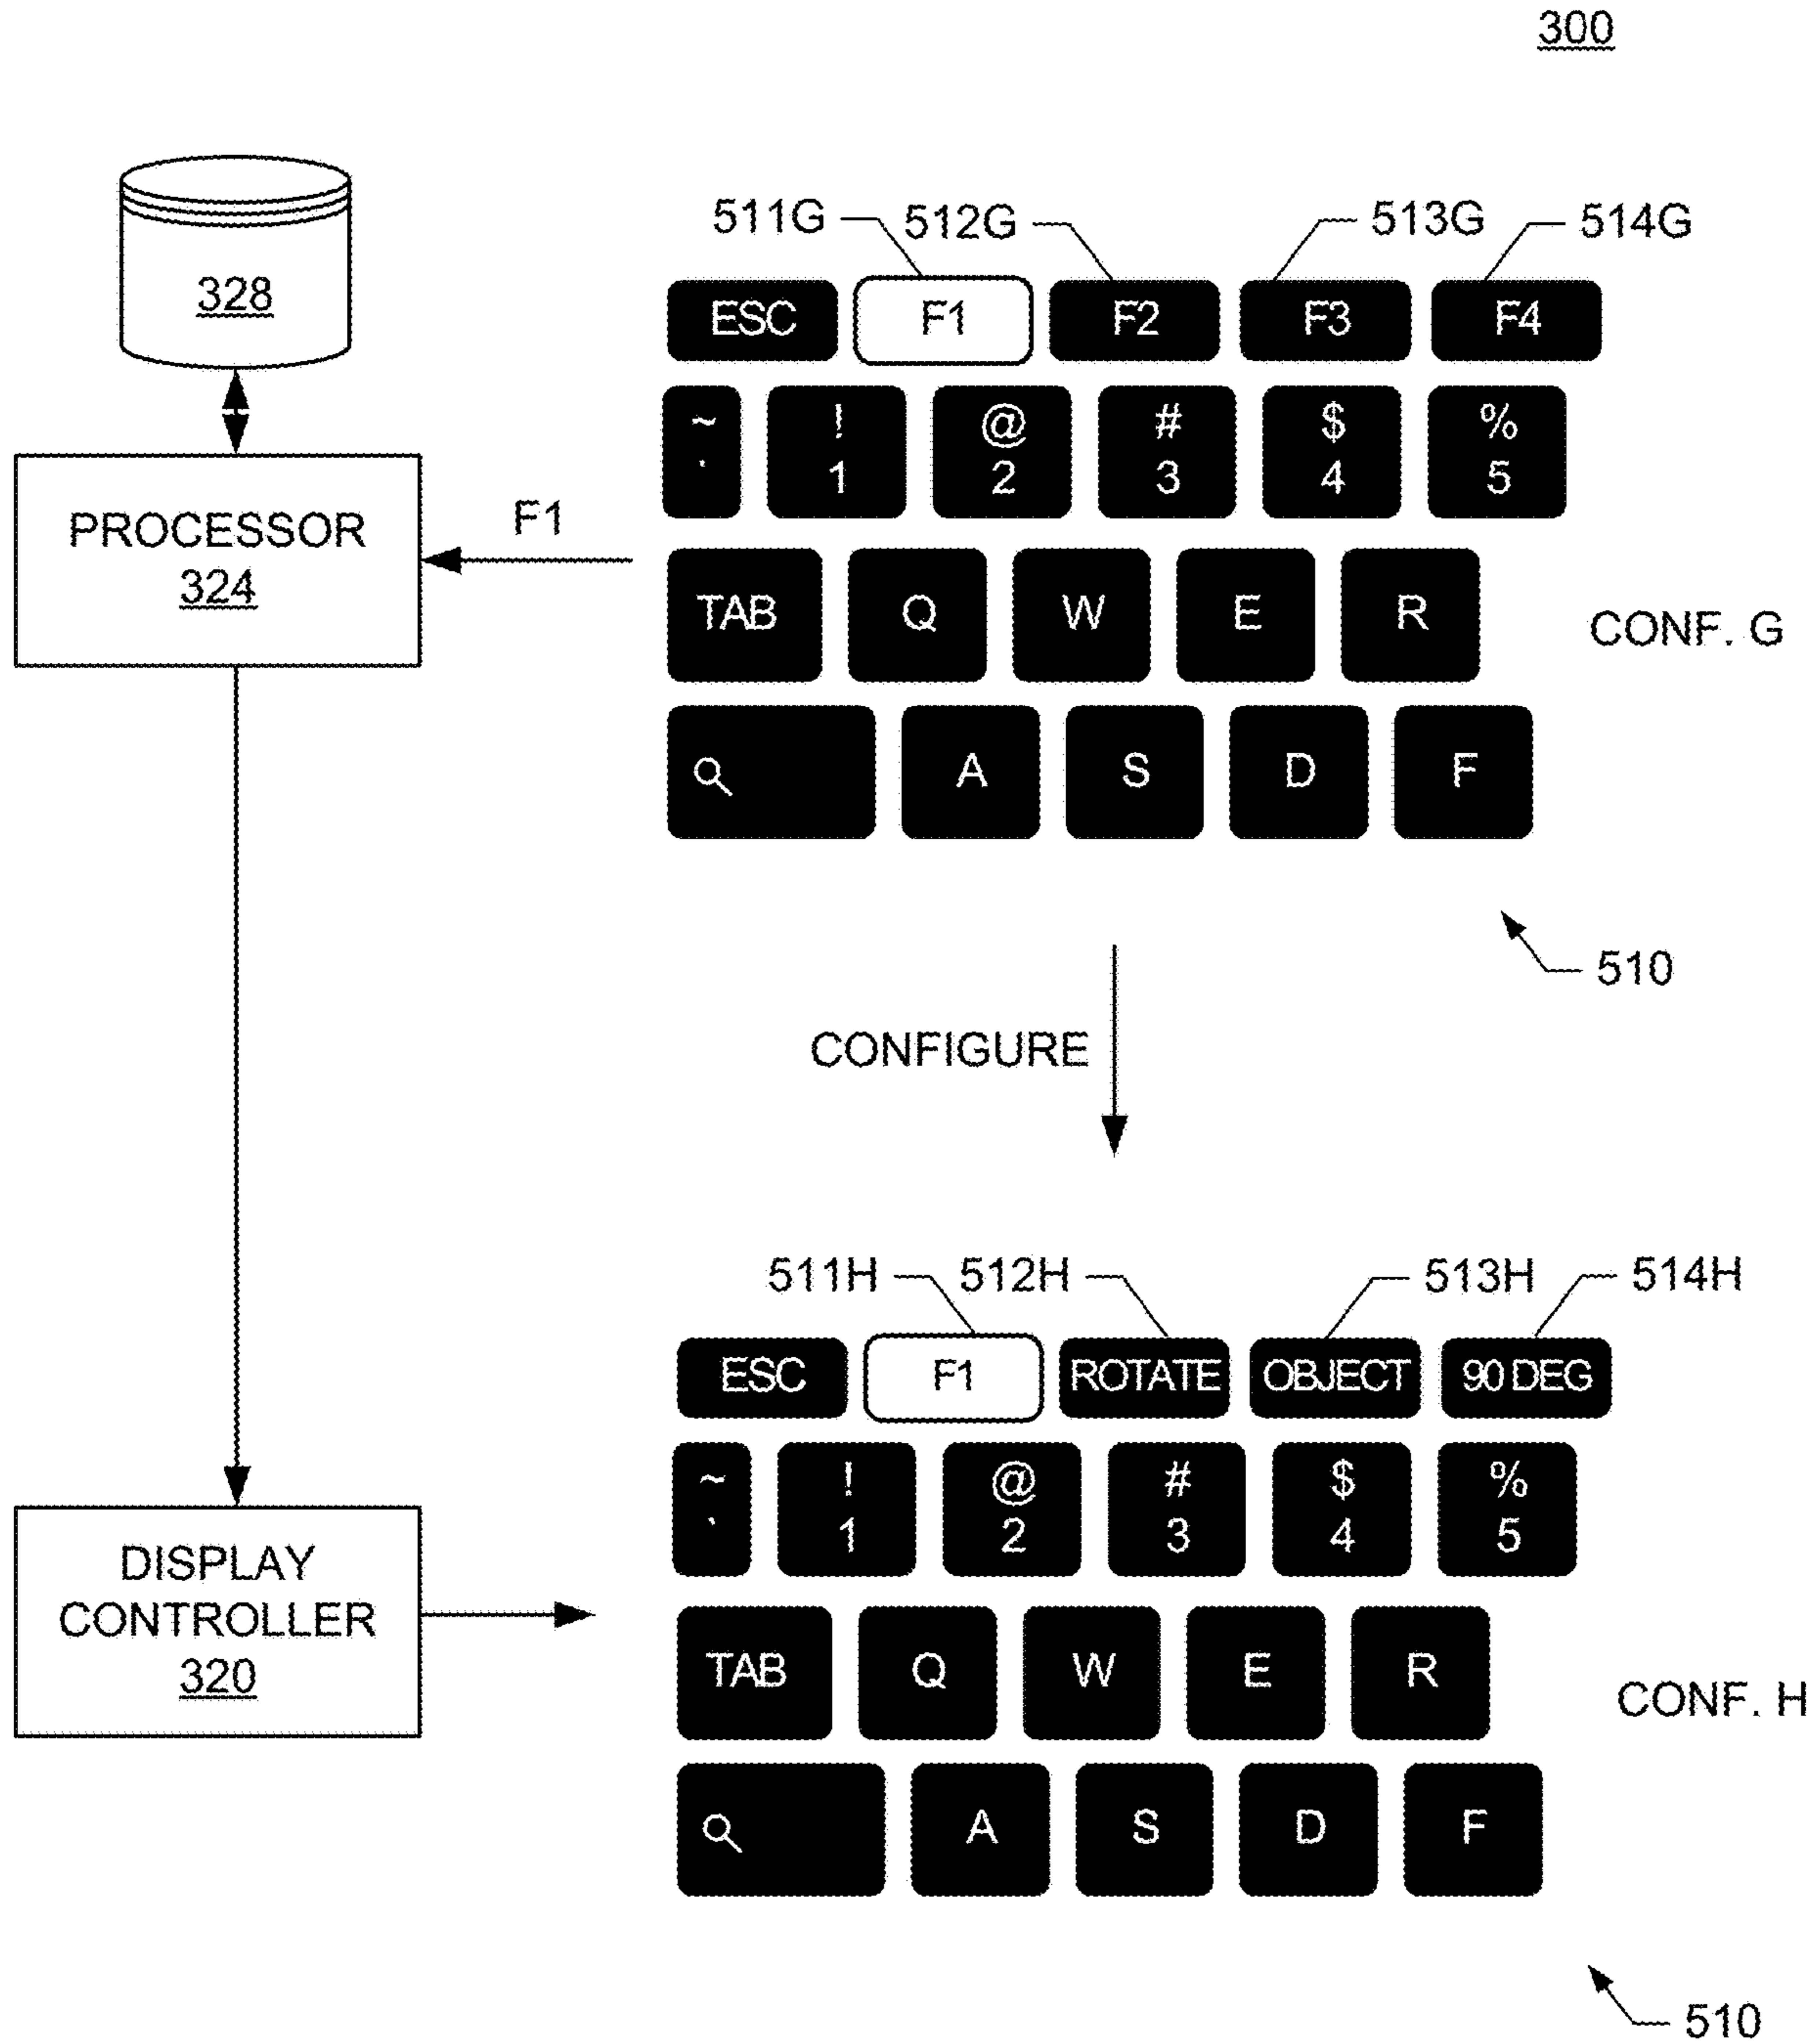 300
328
PROCESSOR
324
F1
511G 512G 513G 514G
ESC F1 F2 F3 F4
~ ! @ # $ %
` 1 2 3 4 5
TAB Q W E R
CONF. G
A S D F
510
CONFIGURE
511H 512H 513H 514H
ESC F1 ROTATE OBJECT 90 DEG
~ ! @ # $ %
` 1 2 3 4 5
DISPLAY
CONTROLLER
320
TAB Q W E R
CONF. H
A S D F
510